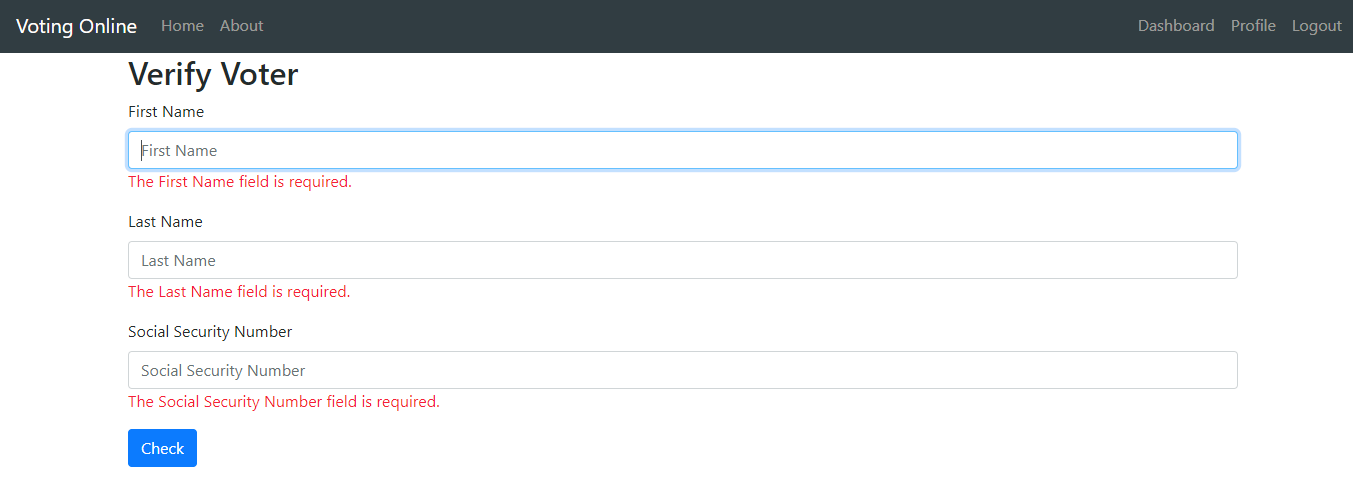 Voting Online Home About Dashboard Profile Logout
Verify Voter
First Name
First Name
The First Name field is required.
Last Name
Last Name
The Last Name field is required.
Social Security Number
Social Security Number
The Social Security Number field is required.
Check